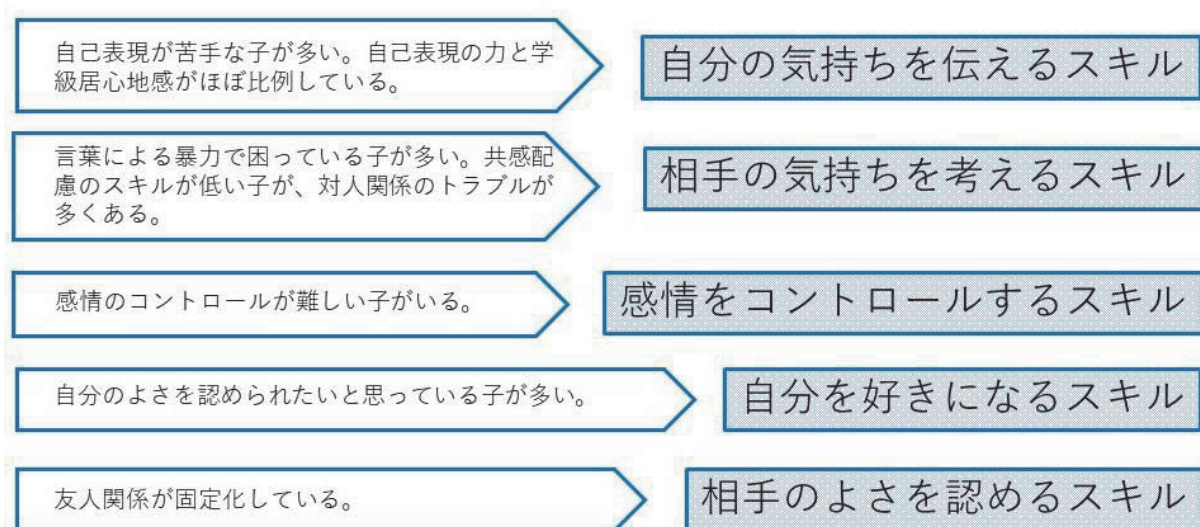 自己表現が苦手な子が多い。自己表現の力と学
級居心地感がほぼ比例している。
自分の気持ちを伝えるスキル
言葉による暴力で困っている子が多い。共感配
慮のスキルが低い子が、対人関係のトラブルが
多くある。
相手の気持ちを考えるスキル
感情のコントロールが難しい子がいる。
感情をコントロールするスキル
自分のよさを認められたいと思っている子が多い。
自分を好きになるスキル
友人関係が固定化している。
相手のよさを認めるスキル